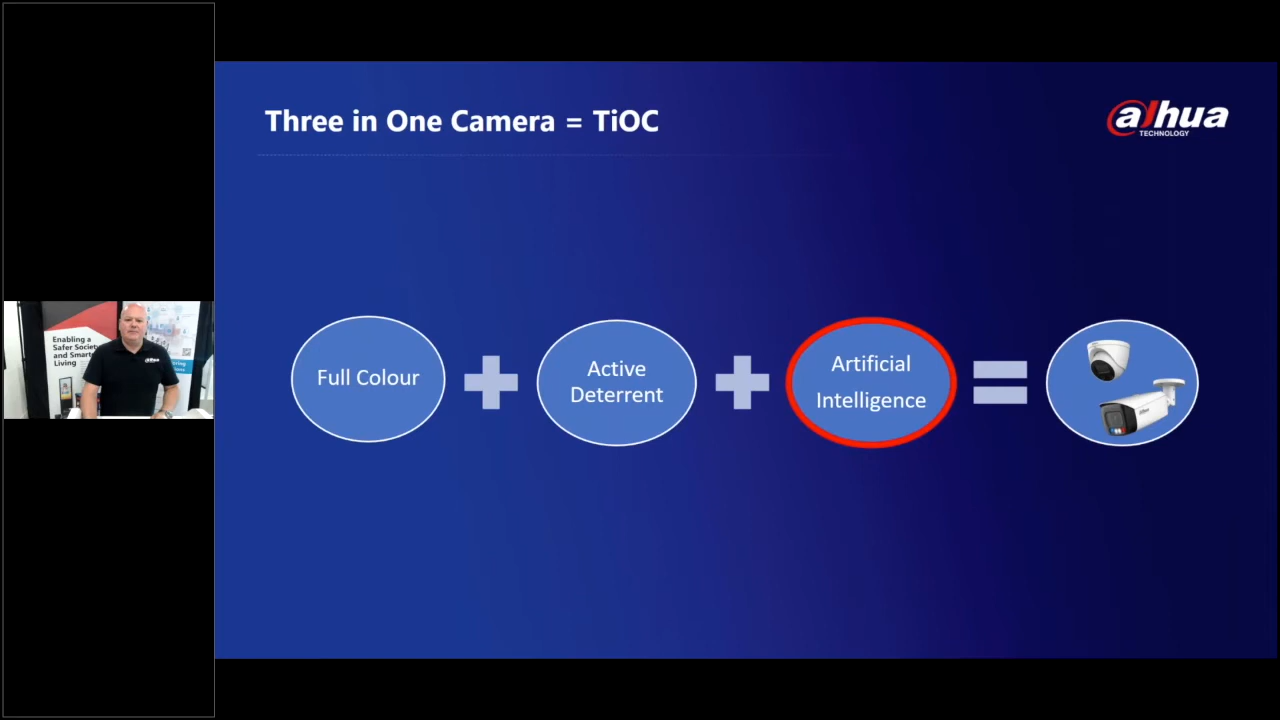 Three in One Camera = TiOC
alhua
TECHNOLOGY
Enabling a
Safer Society
and Smarter
Living
Full Colour
Active
Deterrent
Artificial
Intelligence